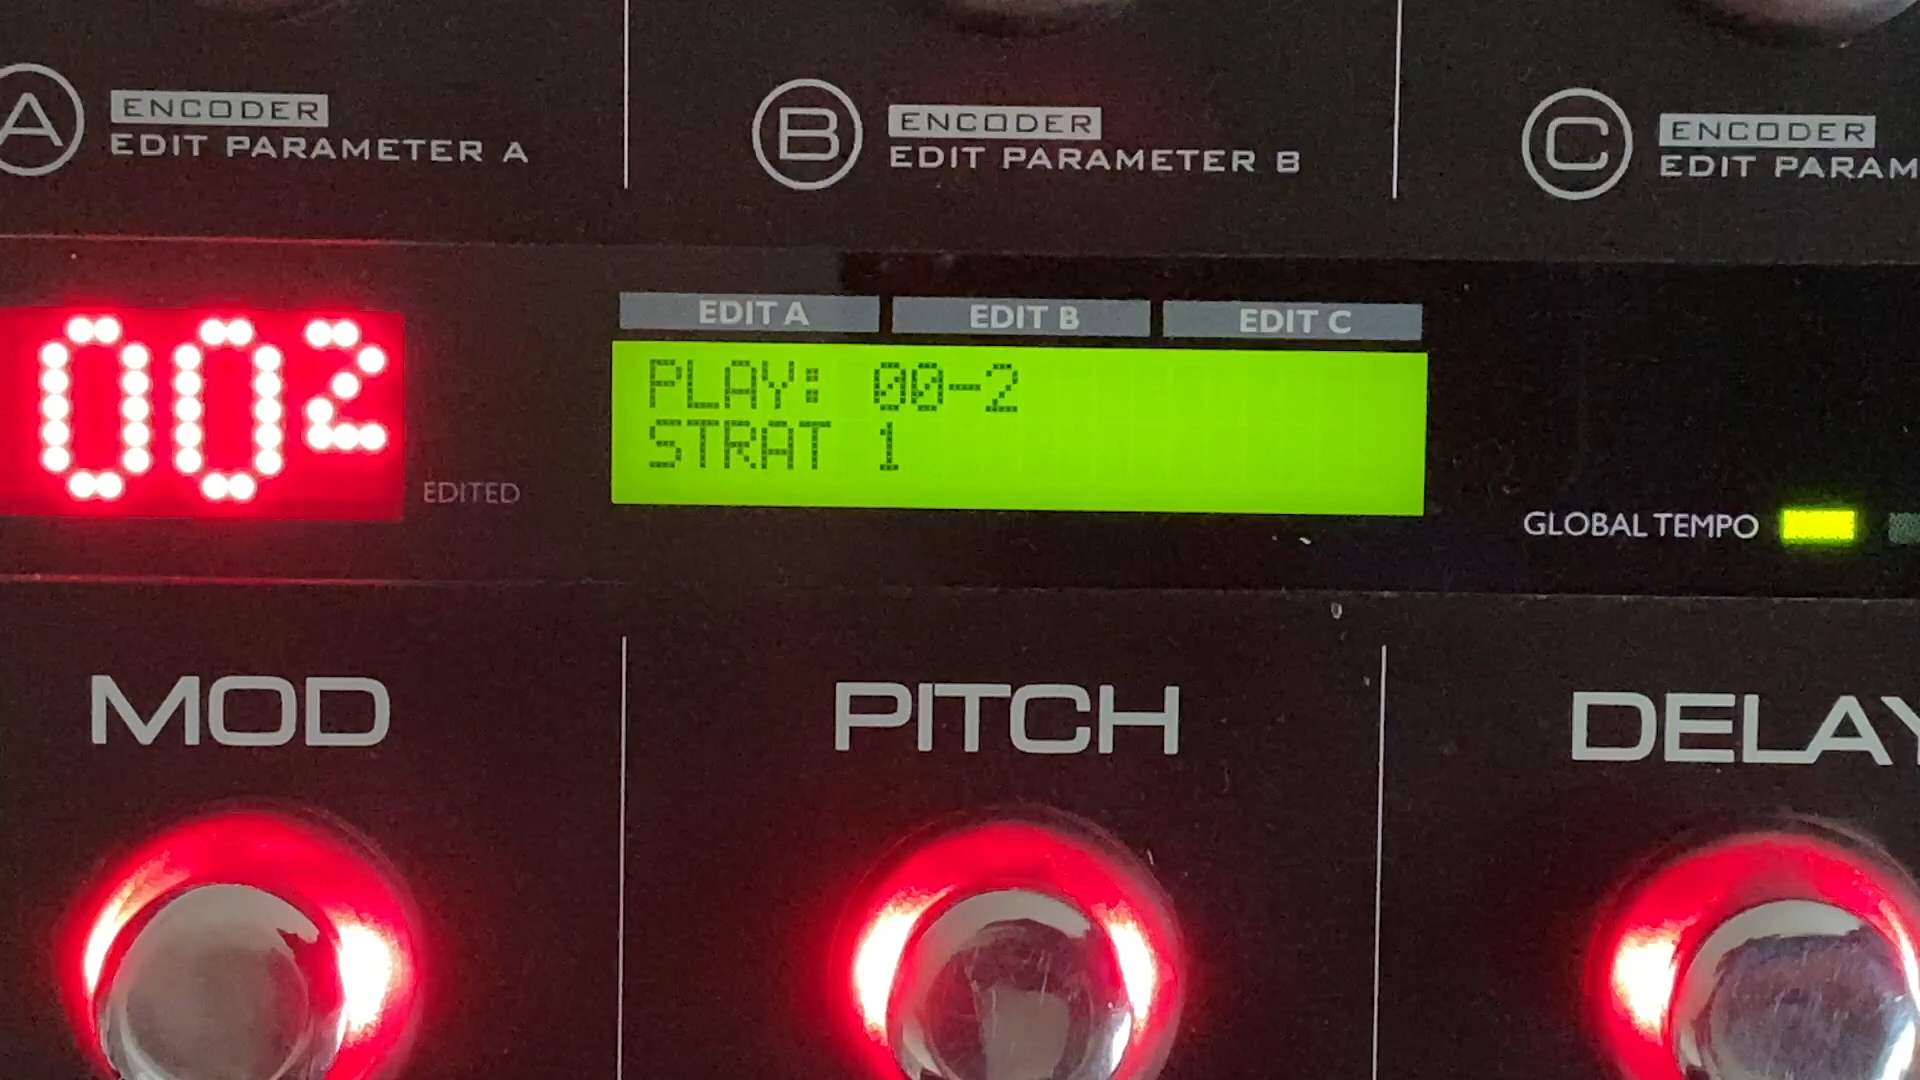 A ENCODER
EDIT PARAMETER A
B ENCODER
EDIT PARAMETER B
C ENCODER
EDIT PARAM
002
EDITED
EDIT A EDIT B EDIT C
PLAY: 00-2
STRAT 1
GLOBAL TEMPO
MOD PITCH DELAY